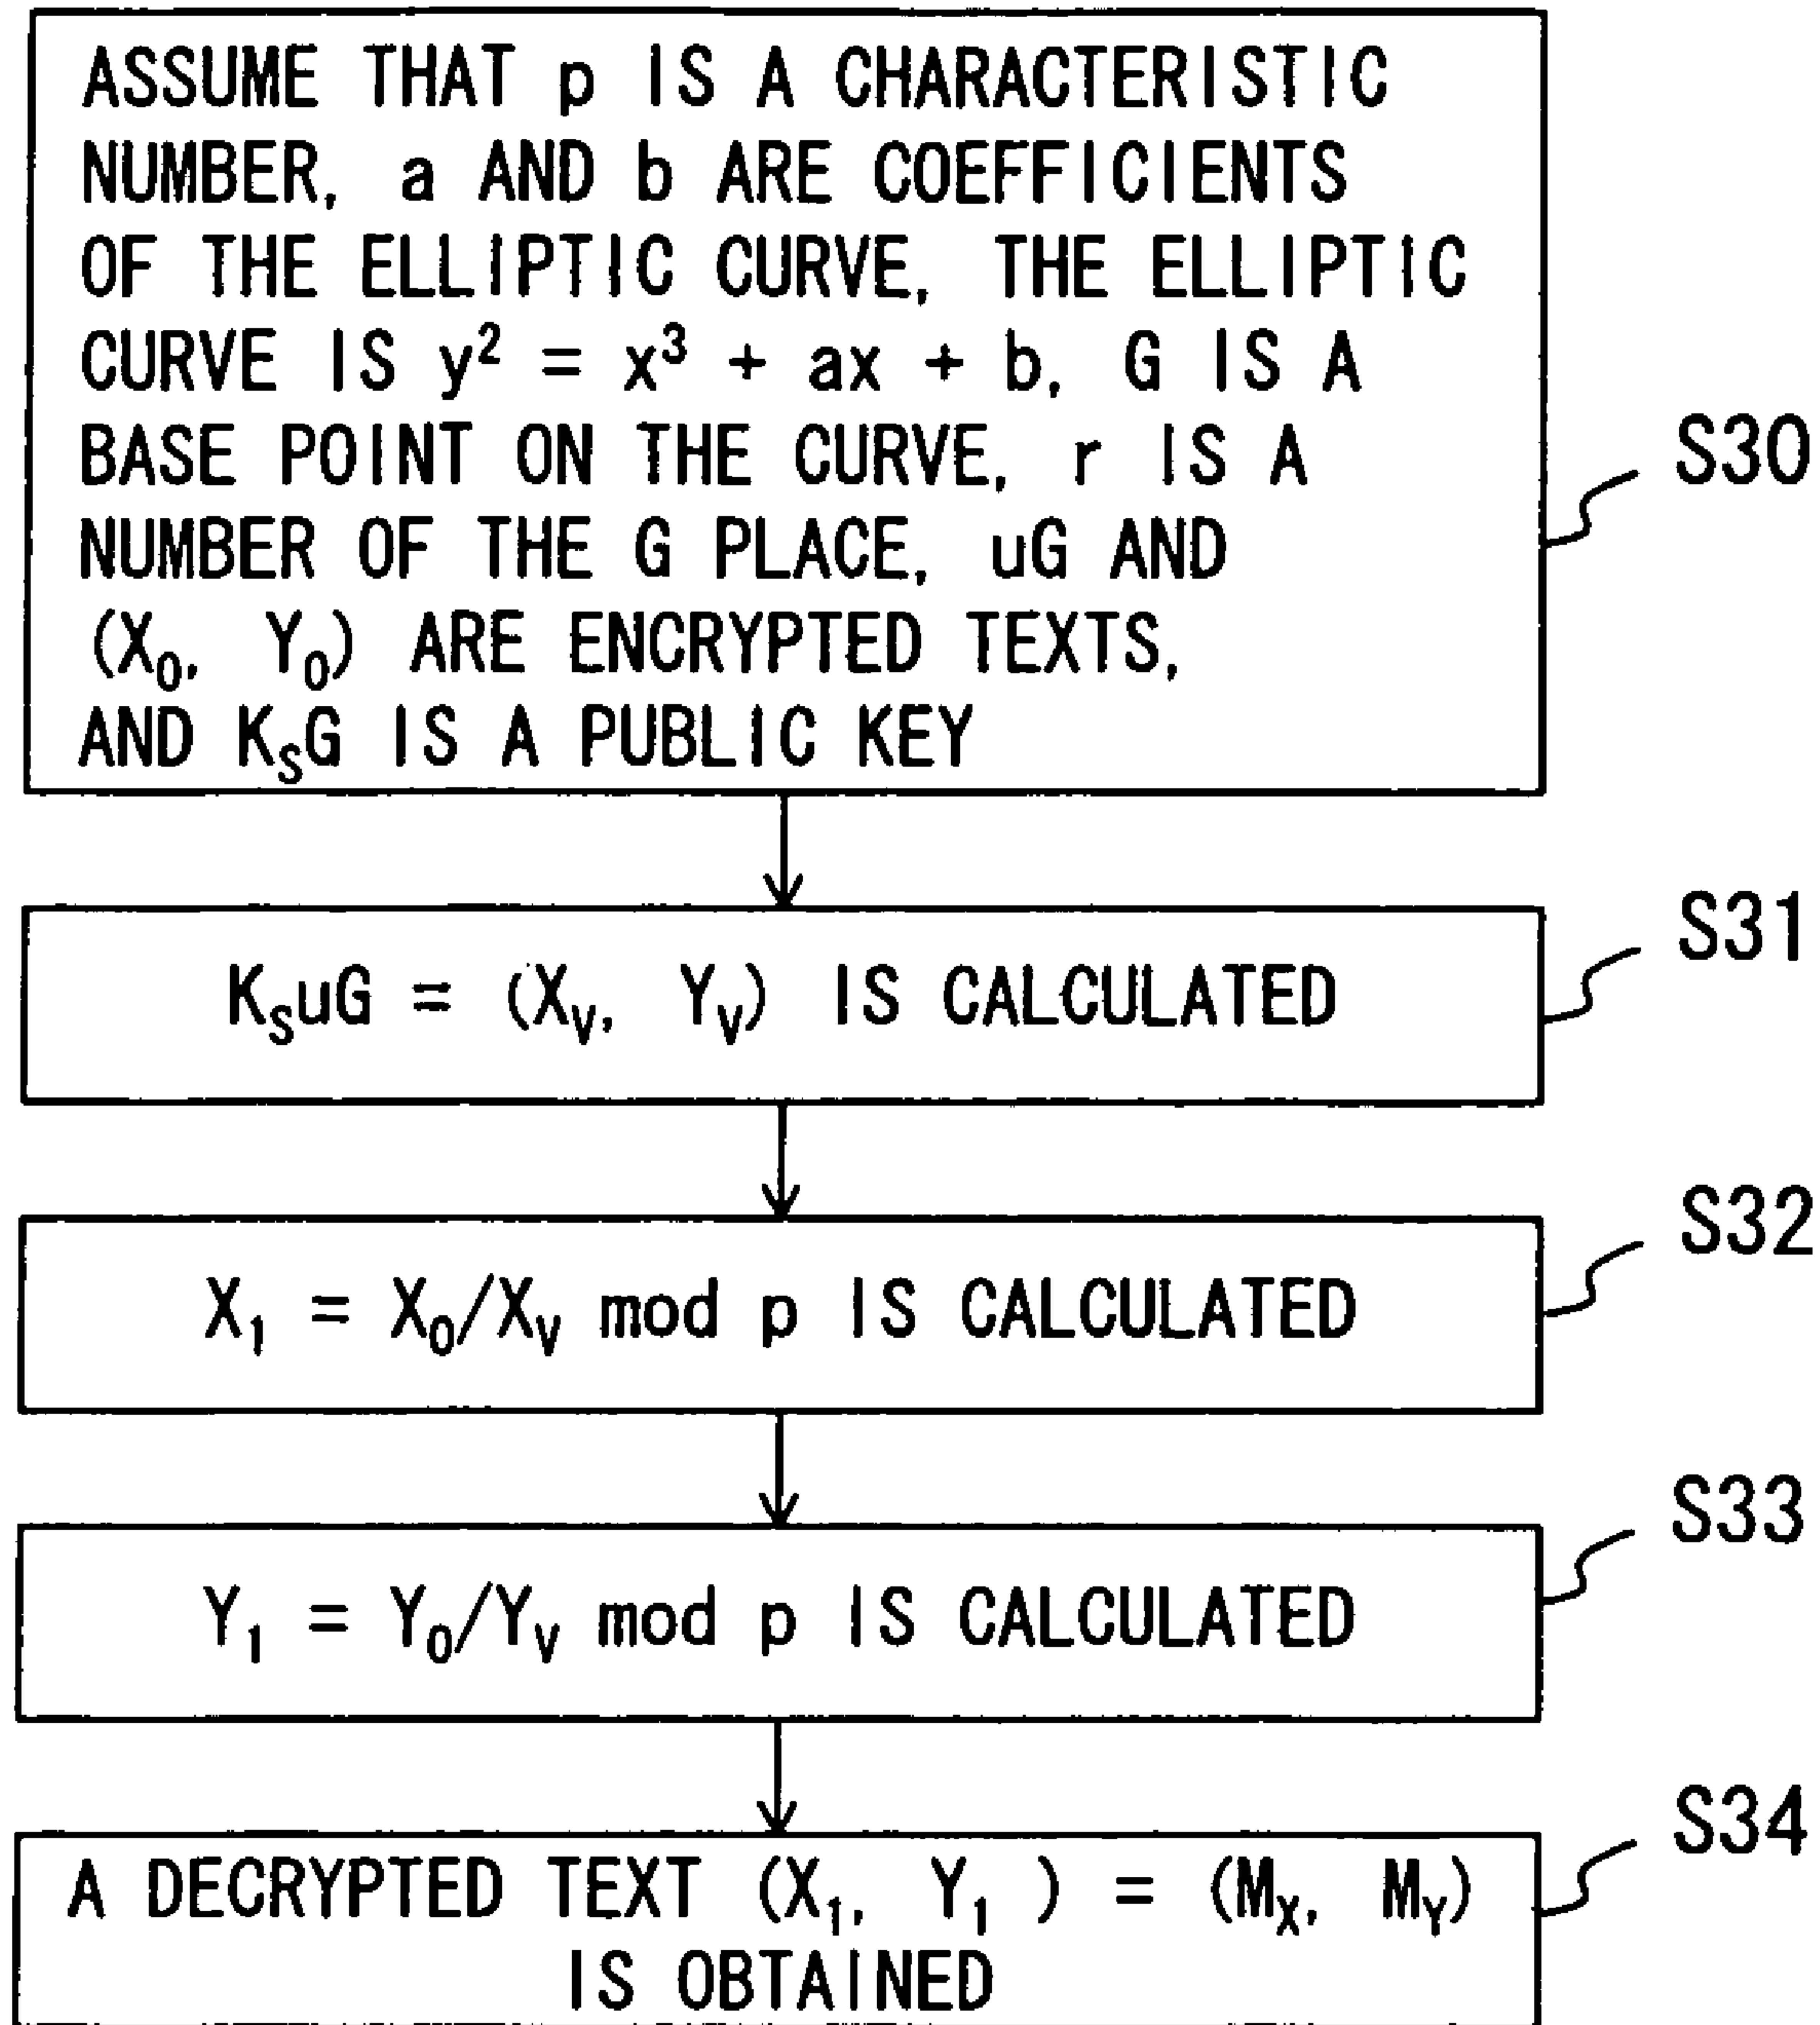 ASSUME THAT p IS A CHARACTERISTIC
NUMBER, a AND b ARE COEFFICIENTS
OF THE ELLIPTIC CURVE, THE ELLIPTIC
CURVE IS y² = x³ + ax + b, G IS A
BASE POINT ON THE CURVE, r IS A
NUMBER OF THE G PLACE, uG AND
(X₀, Y₀) ARE ENCRYPTED TEXTS,
AND KₛG IS A PUBLIC KEY
S30
KₛuG = (Xᵥ, Yᵥ) IS CALCULATED
S31
X₁ = X₀/Xᵥ mod p IS CALCULATED
S32
Y₁ = Y₀/Yᵥ mod p IS CALCULATED
S33
A DECRYPTED TEXT (X₁, Y₁ ) = (M_X, M_Y)
IS OBTAINED
S34